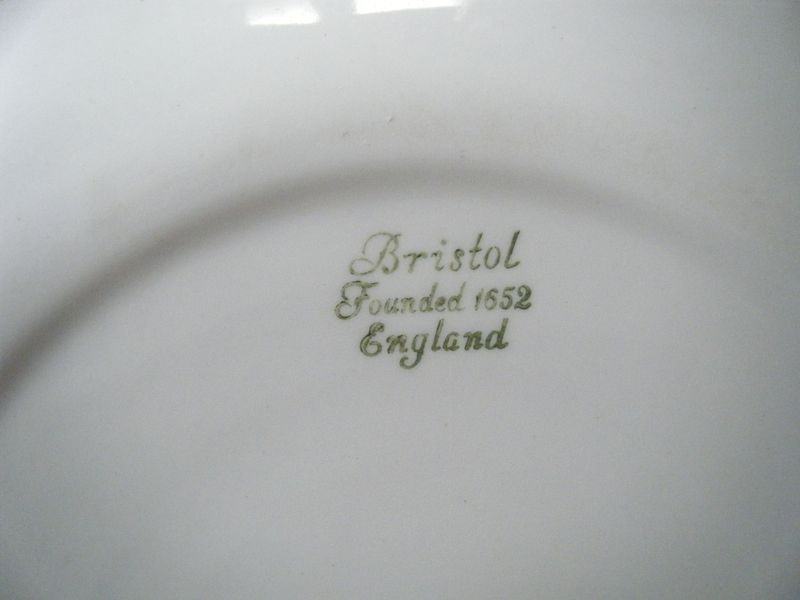 Bristol
Founded 1652
England